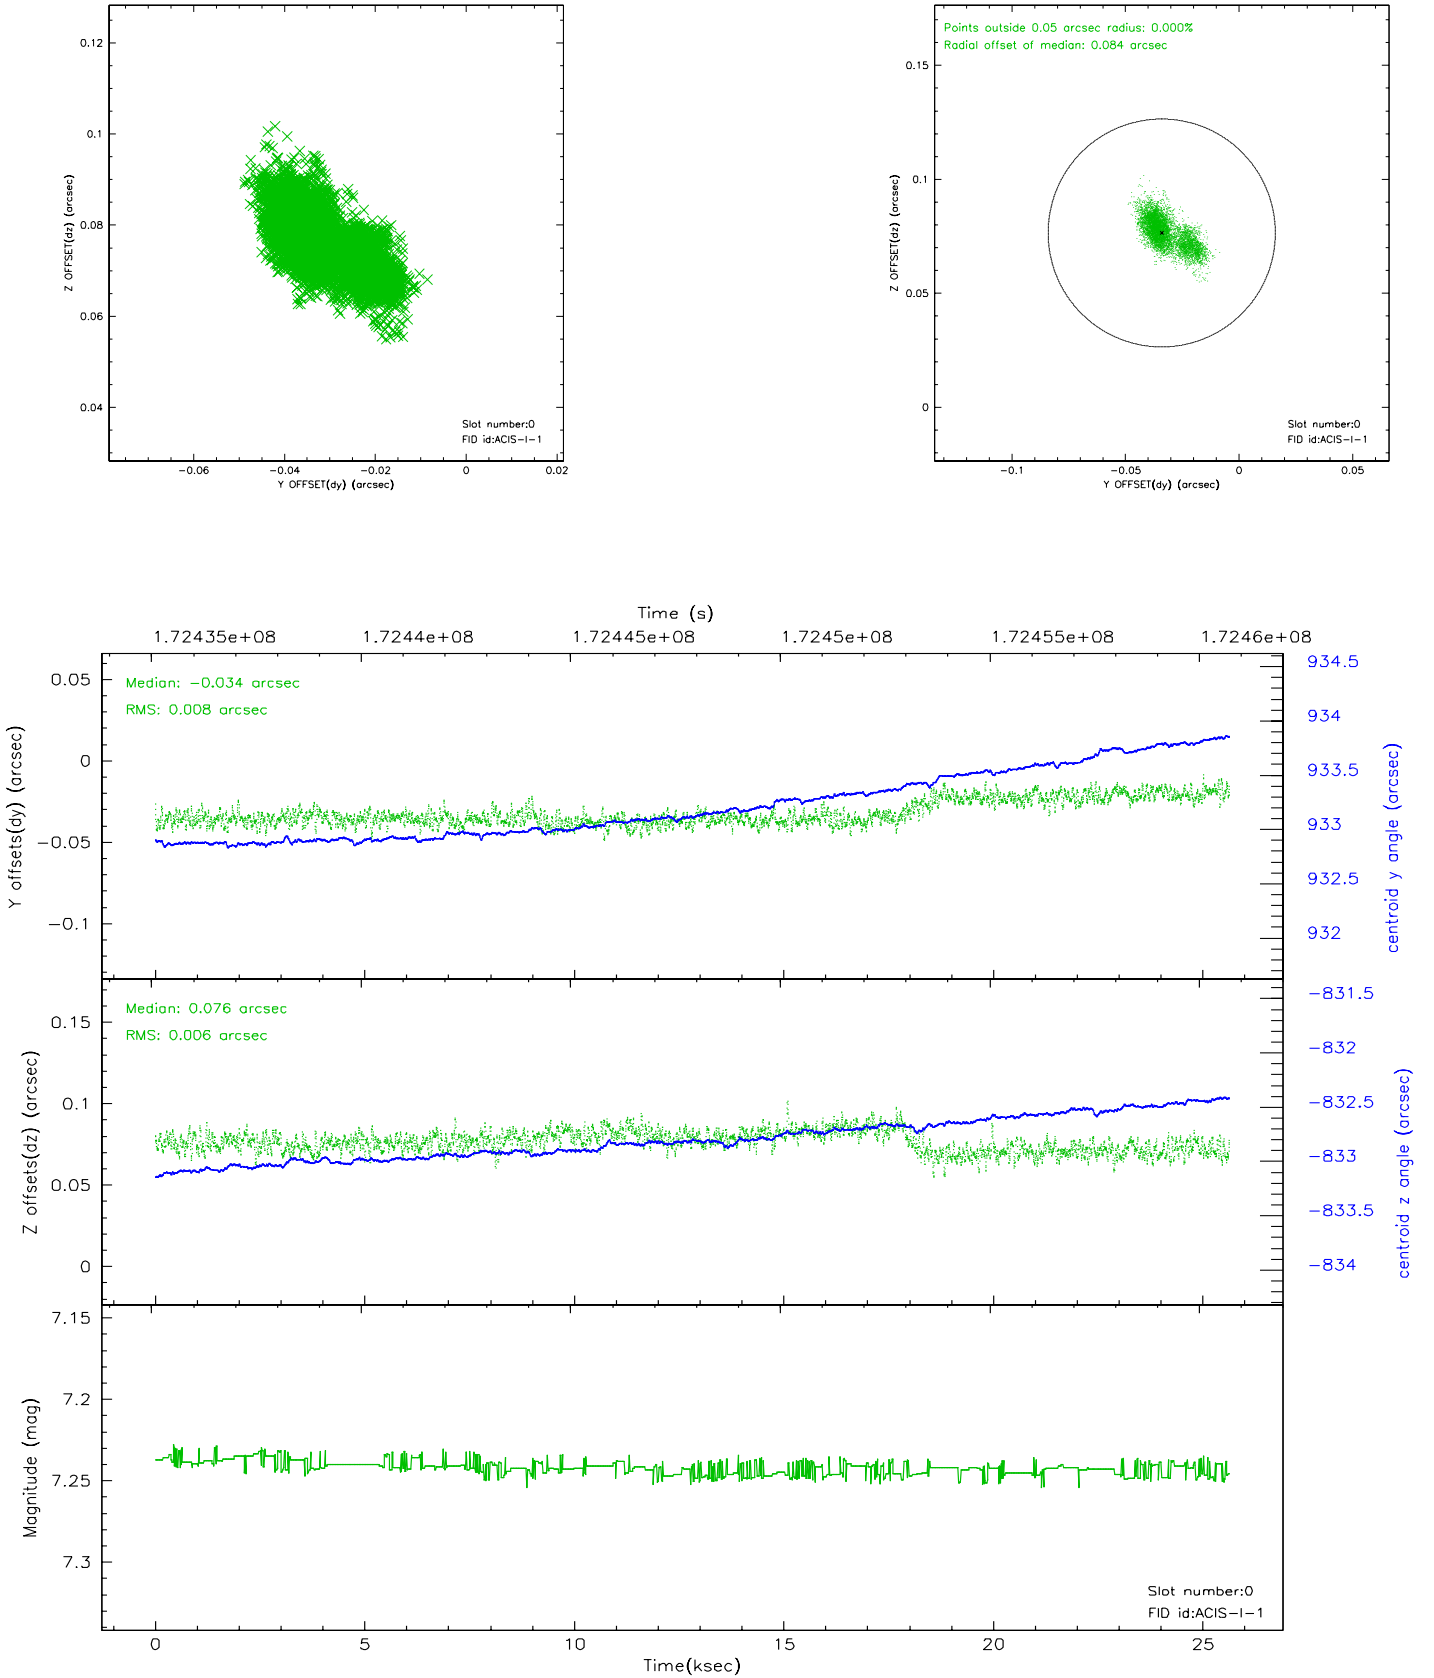 0.12
0.1
0.08
0.06
0.04
Z OFFSET(dz) (arcsec)
Slot number:0
FID id:ACIS-I-1
-0.06
-0.04
-0.02
0
0.02
Y OFFSET(dy) (arcsec)
Points outside 0.05 arcsec radius: 0.000%
Radial offset of median: 0.084 arcsec
0.15
0.1
0.05
0
Z OFFSET(dz) (arcsec)
Slot number:0
FID id:ACIS-I-1
-0.1
-0.05
0
0.05
Y OFFSET(dy) (arcsec)
Time (s)
1.72435e+08
1.7244e+08
1.72445e+08
1.7245e+08
1.72455e+08
1.7246e+08
Median: -0.034 arcsec
RMS: 0.008 arcsec
0.05
0
-0.05
-0.1
Y offsets(dy) (arcsec)
934.5
934
933.5
933
932.5
932
centroid y angle (arcsec)
Median: 0.076 arcsec
RMS: 0.006 arcsec
0.15
0.1
0.05
0
Z offsets(dz) (arcsec)
-831.5
-832
-832.5
-833
-833.5
-834
centroid z angle (arcsec)
7.15
7.2
7.25
7.3
Magnitude (mag)
Slot number:0
FID id:ACIS-I-1
0
5
10
15
20
25
Time(ksec)